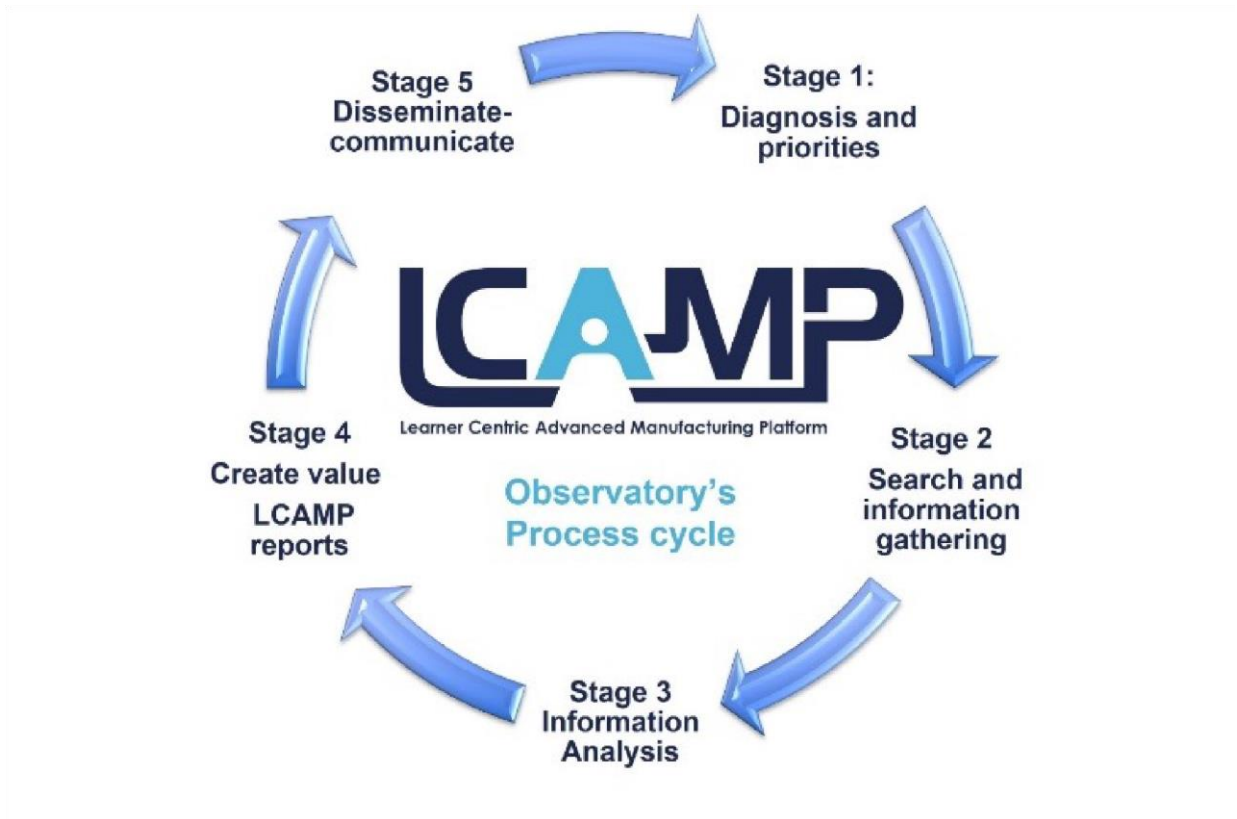 Stage 1:
Diagnosis and
priorities
Stage 2
Search and
information
gathering
Stage 3
Information
Analysis
Stage 4
Create value
LCAMP
reports
Stage 5
Disseminate-
communicate
LCAMP
Learner Centric Advanced Manufacturing Platform
Observatory's
Process cycle